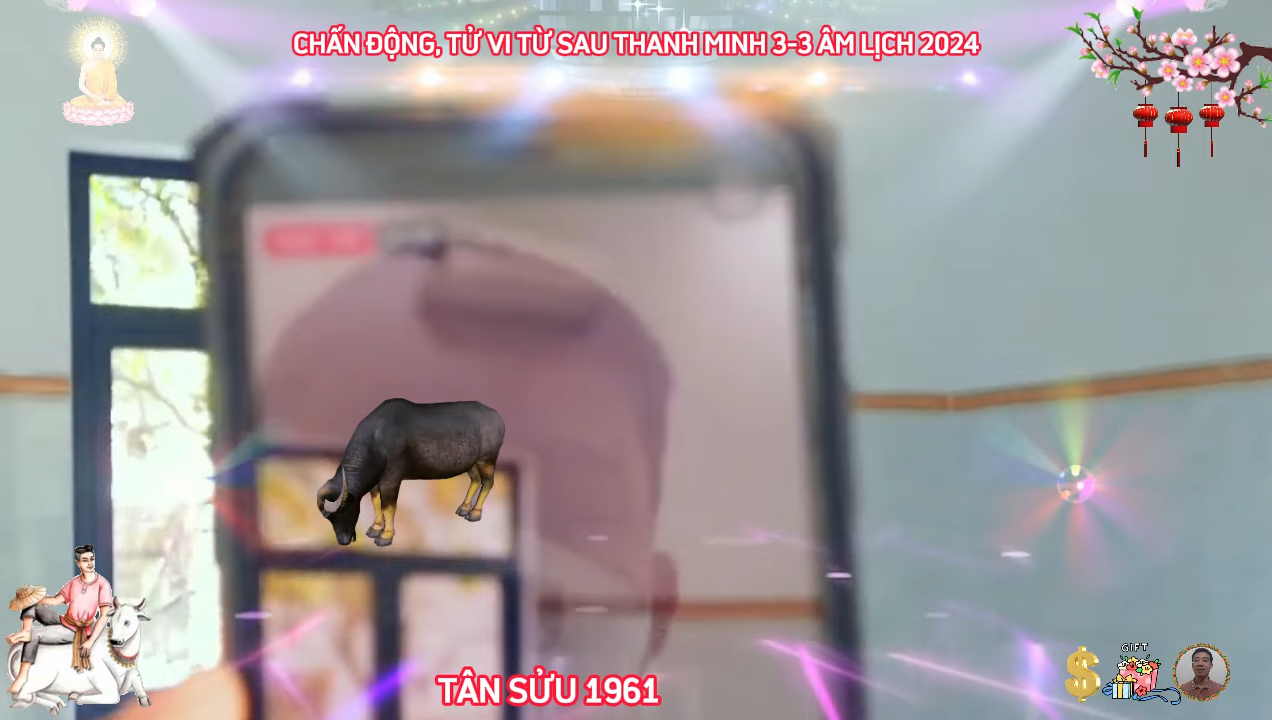 CHẤN ĐỘNG, TỬ VI TỪ SAU THANH MINH 3-3 ÂM LỊCH 2024
GIFT
TÂN SỬU 1961